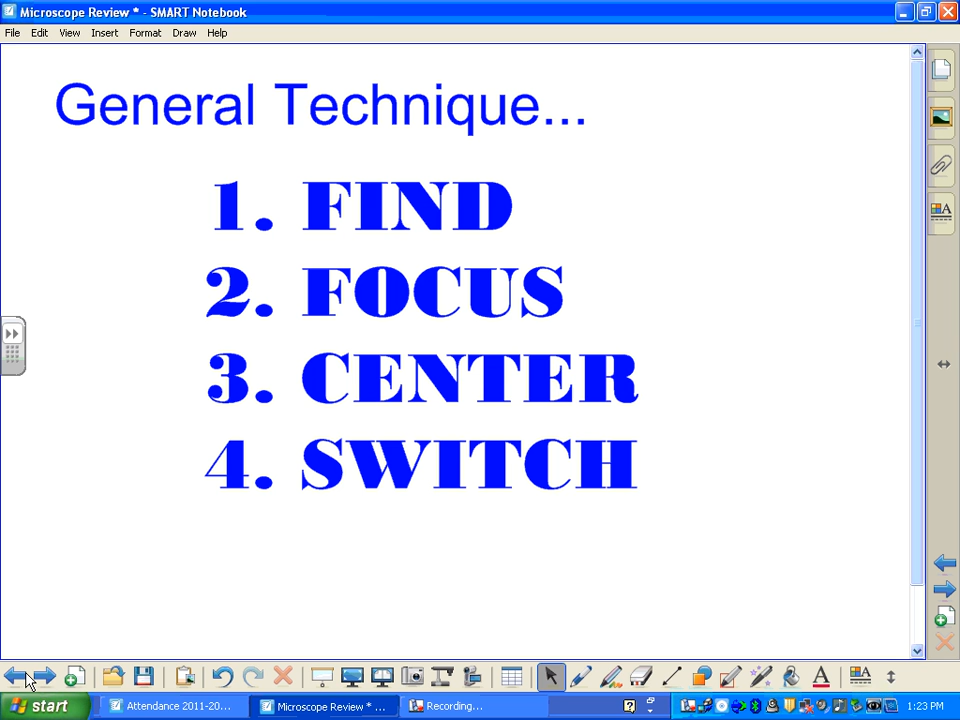 Microscope Review * - SMART Notebook
File Edit View Insert Format Draw Help
General Technique...
1. FIND
2. FOCUS
3. CENTER
4. SWITCH
start Attendance 2011-20... Microscope Review * ... Recording... 1:23 PM